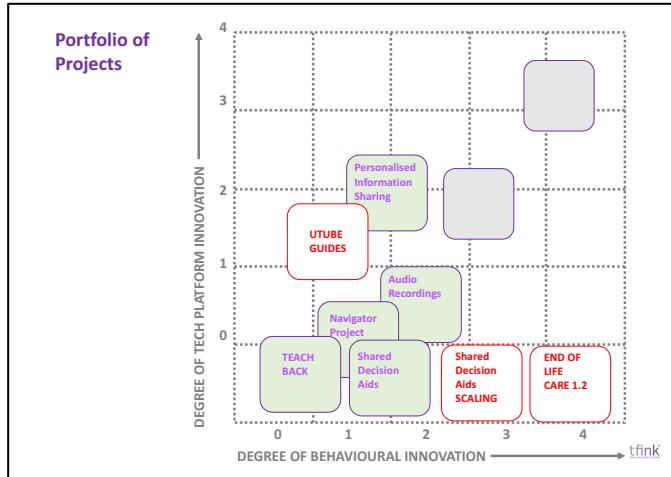 Portfolio of
Projects
4
3
2
1
0
DEGREE OF TECH PLATFORM INNOVATION
Personalised
Information
Sharing
UTUBE
GUIDES
Audio
Recordings
Navigator
Project
TEACH
BACK
Shared
Decision
Aids
Shared
Decision
Aids
SCALING
END OF
LIFE
CARE 1.2
0 1 2 3 4
DEGREE OF BEHAVIOURAL INNOVATION
tfink